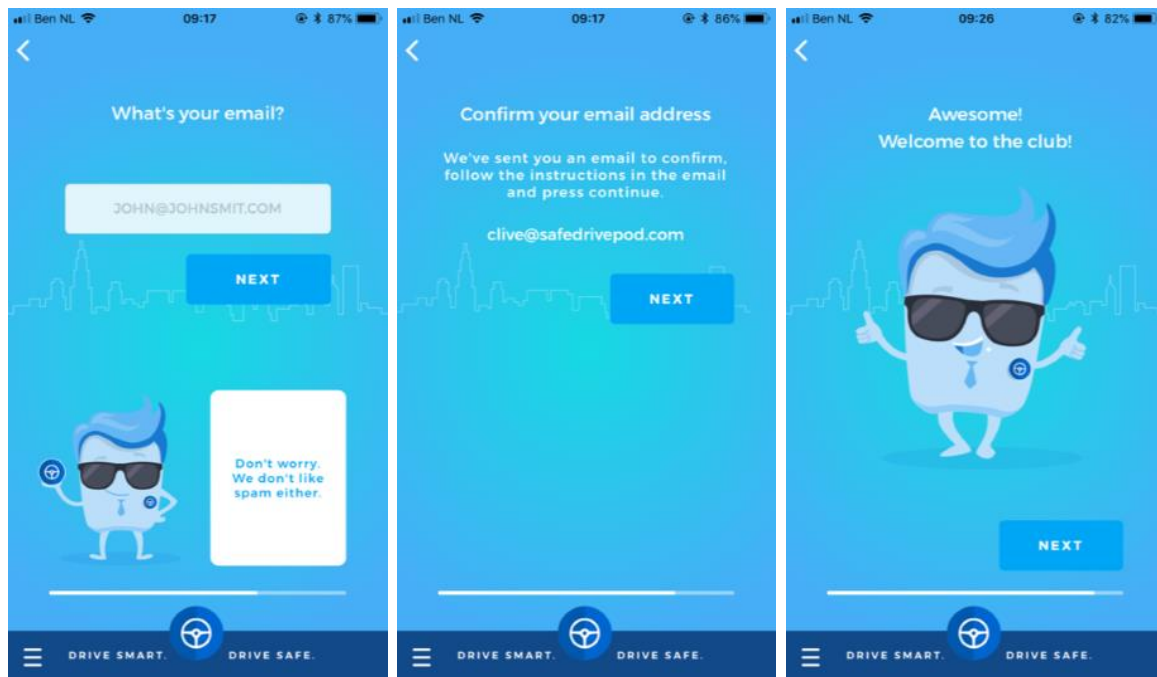 Ben NL 09:17 87%
What's your email?
JOHN@JOHNSMIT.COM
NEXT
Don't worry.
We don't like
spam either.
DRIVE SMART. DRIVE SAFE.
Ben NL 09:17 86%
Confirm your email address
We've sent you an email to confirm,
follow the instructions in the email
and press continue.
clive@safedrivepod.com
NEXT
DRIVE SMART. DRIVE SAFE.
Ben NL 09:26 82%
Awesome!
Welcome to the club!
NEXT
DRIVE SMART. DRIVE SAFE.